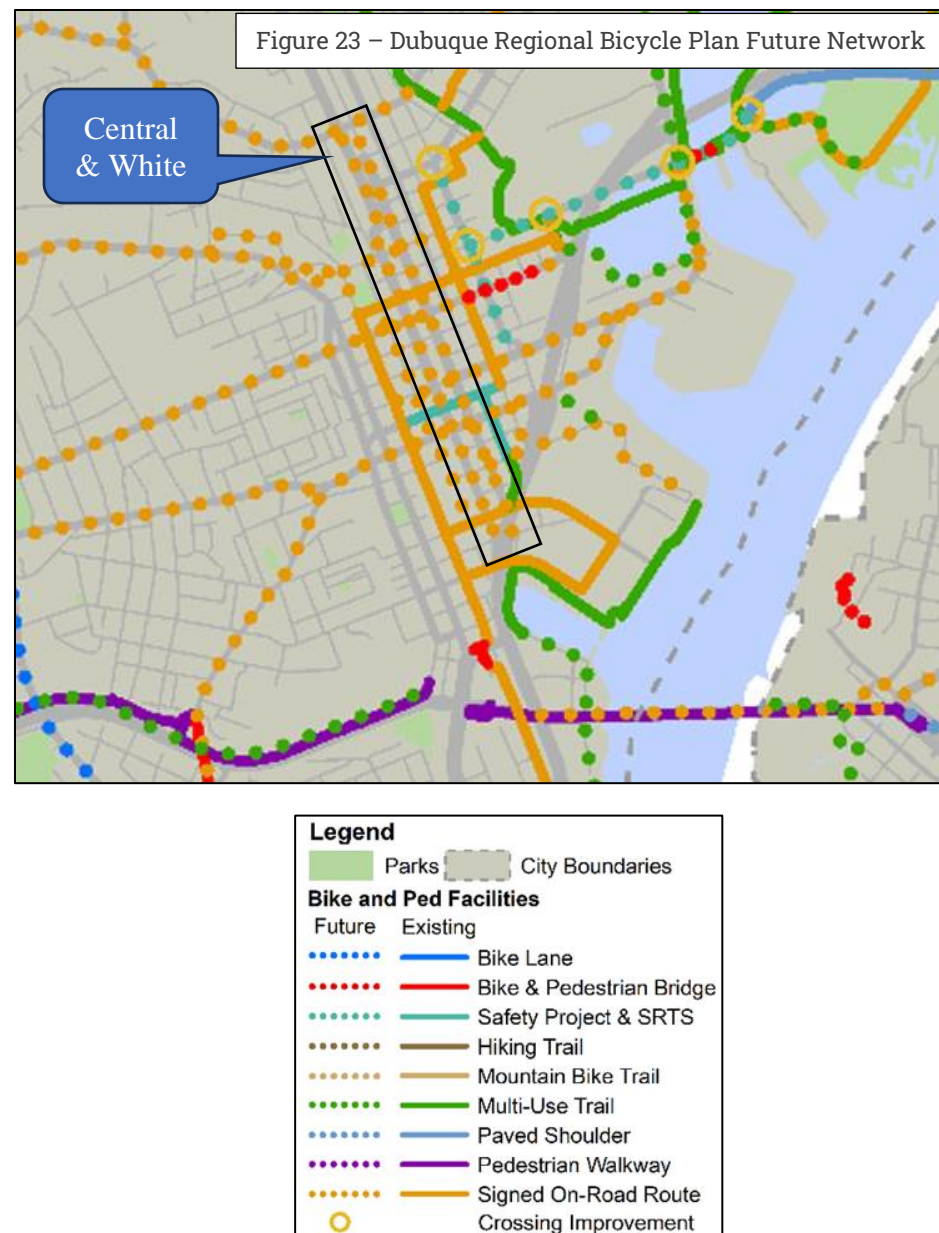 Figure 23 – Dubuque Regional Bicycle Plan Future Network
Central
& White
Legend
Parks City Boundaries
Bike and Ped Facilities
Future Existing
Bike Lane
Bike & Pedestrian Bridge
Safety Project & SRTS
Hiking Trail
Mountain Bike Trail
Multi-Use Trail
Paved Shoulder
Pedestrian Walkway
Signed On-Road Route
Crossing Improvement